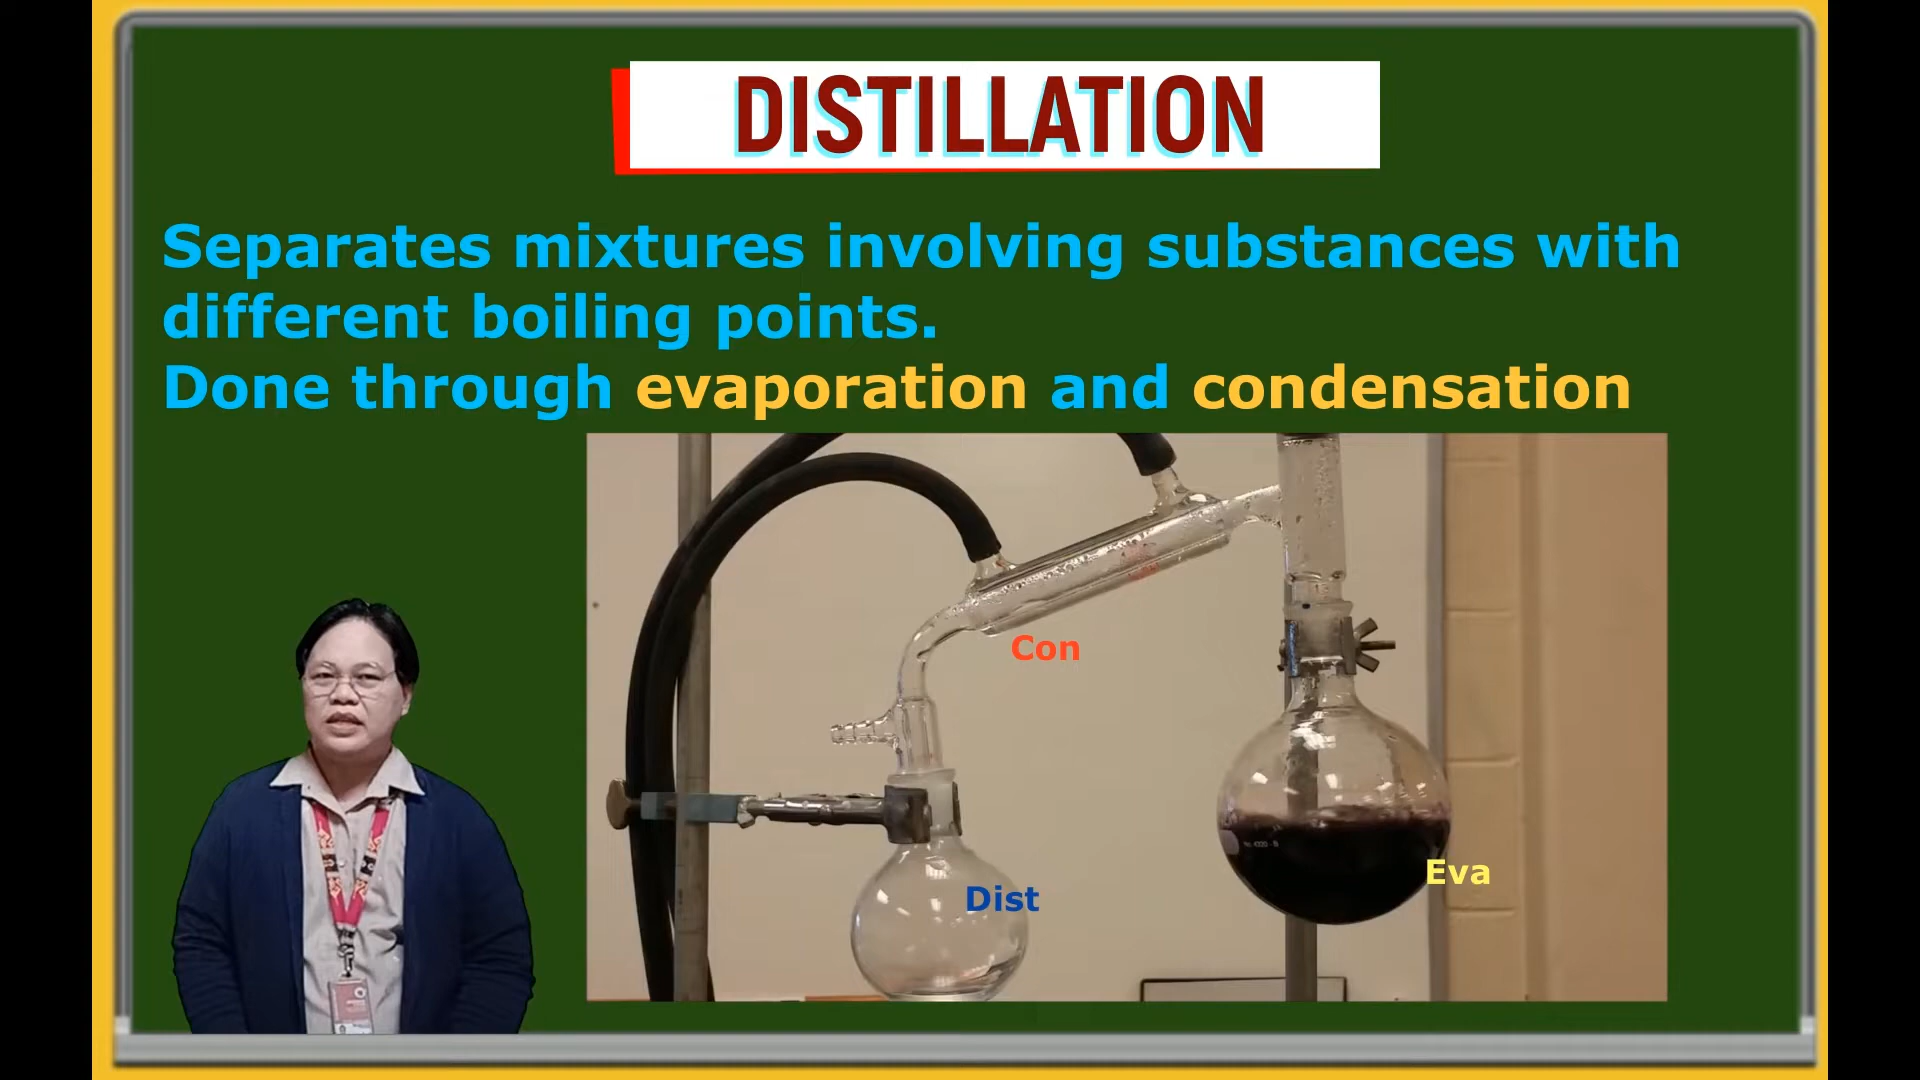 DISTILLATION
Separates mixtures involving substances with
different boiling points.
Done through evaporation and condensation
Con
Eva
Dist